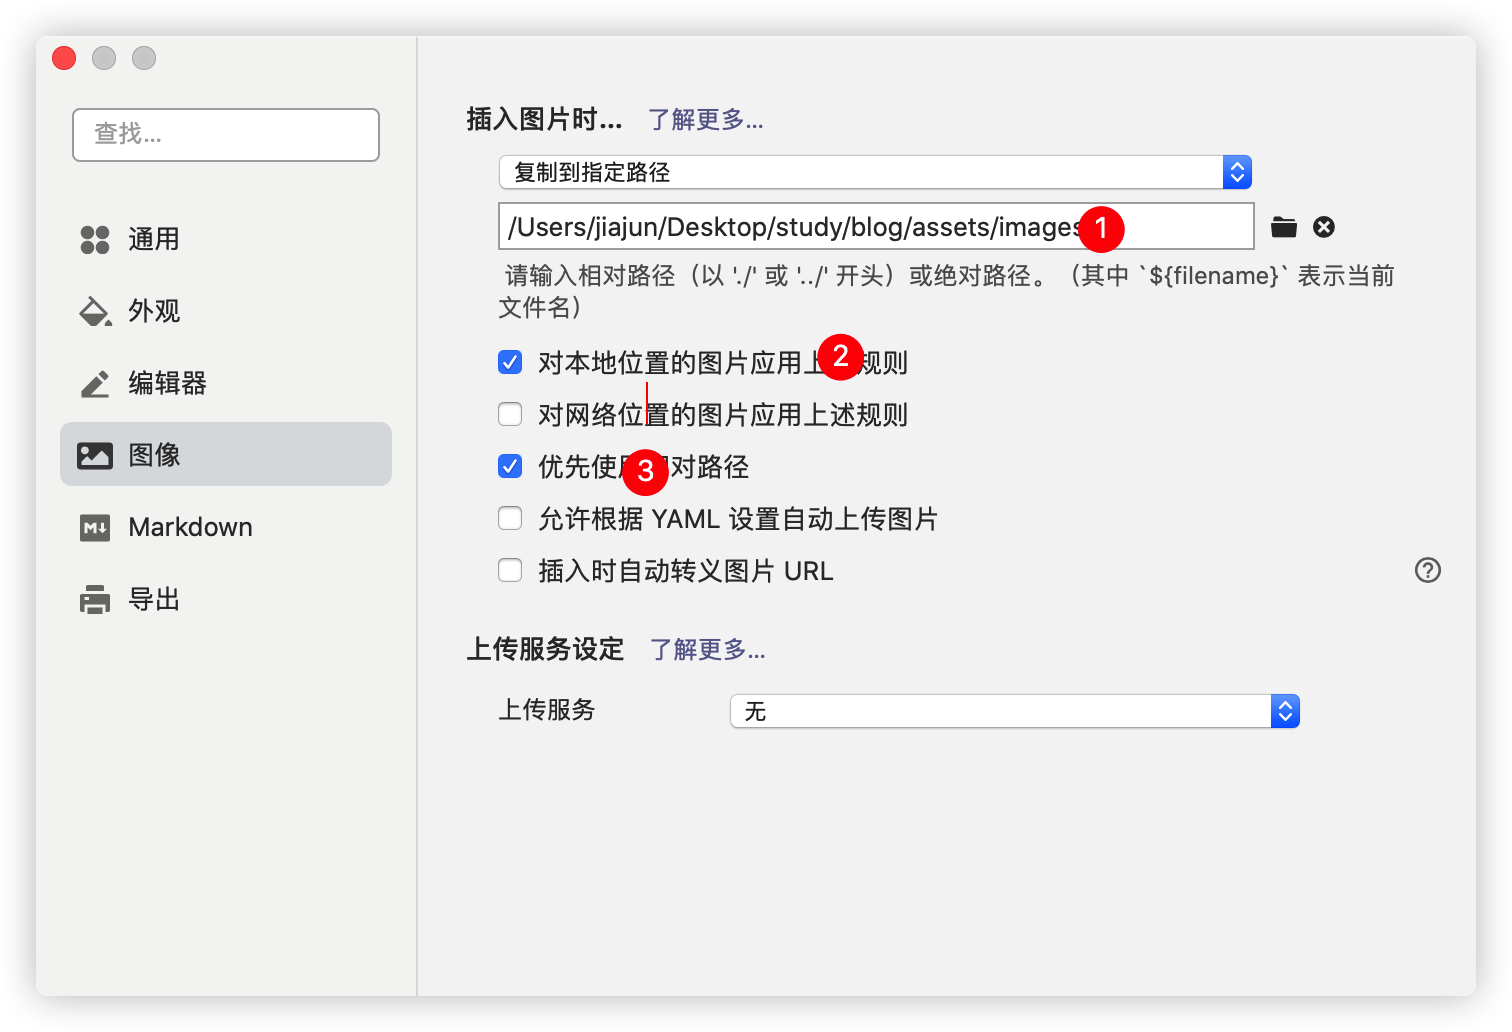 查找...
通用
外观
编辑器
图像
Markdown
导出
插入图片时... 了解更多...
复制到指定路径
/Users/jiajun/Desktop/study/blog/assets/images
1
请输入相对路径（以 './' 或 '../' 开头）或绝对路径。（其中 `${filename}` 表示当前
文件名）
对本地位置的图片应用上规则
2
对网络位置的图片应用上述规则
优先使对路径
3
允许根据 YAML 设置自动上传图片
插入时自动转义图片 URL
上传服务设定 了解更多...
上传服务 无